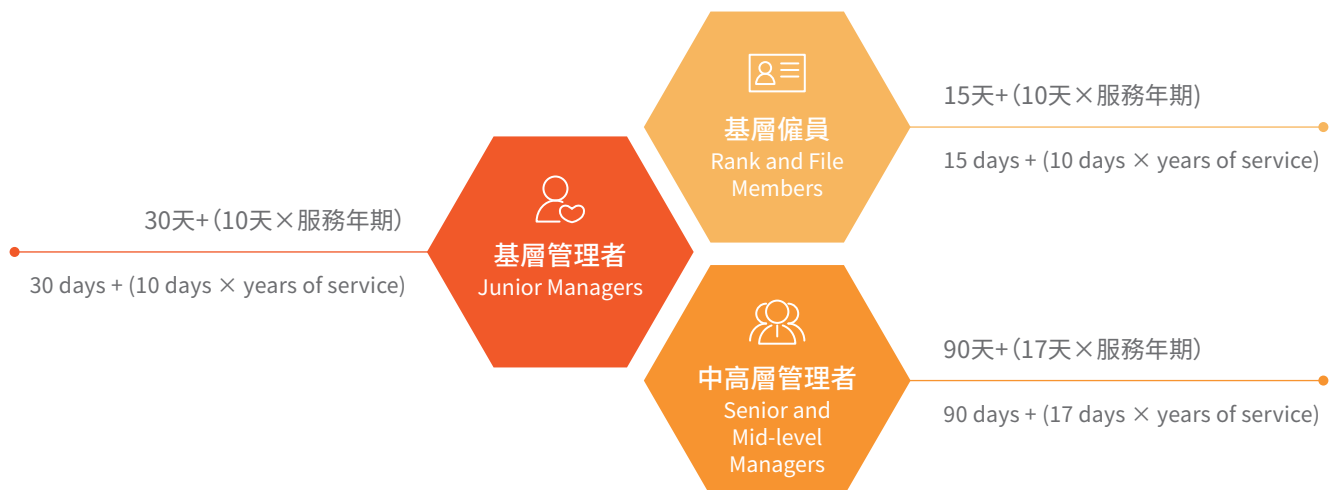 基層僱員
Rank and File
Members
15天+（10天×服務年期)
15 days + (10 days × years of service)
30天+（10天×服務年期）
30 days + (10 days × years of service)
基層管理者
Junior Managers
中高層管理者
Senior and
Mid-level
Managers
90天+（17天×服務年期）
90 days + (17 days × years of service)